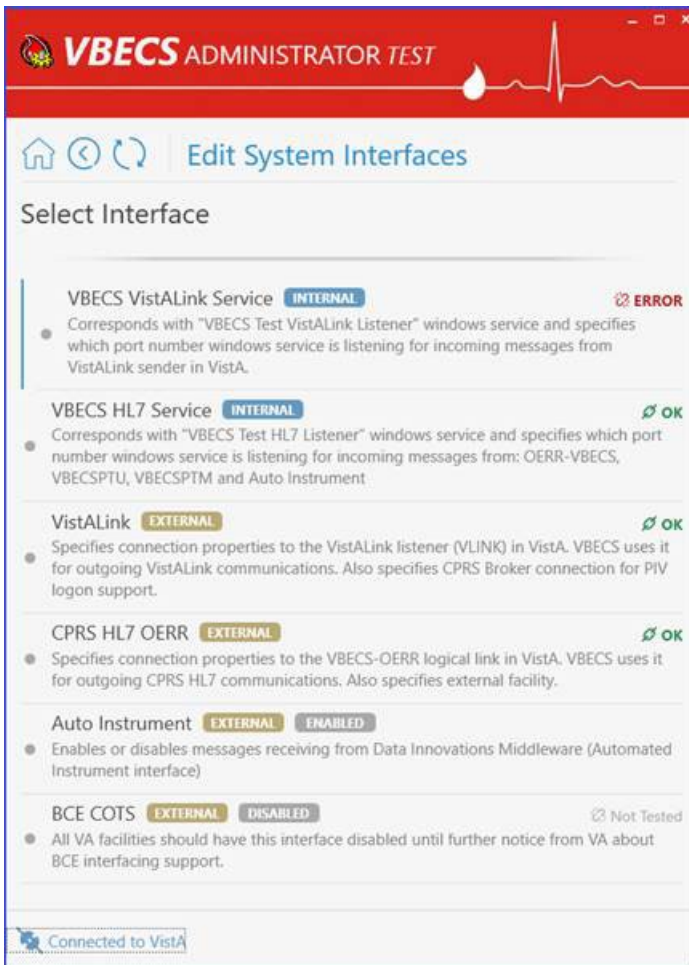 VBECS ADMINISTRATOR TEST
Edit System Interfaces
Select Interface
VBECS VistALink Service INTERNAL ERROR
Corresponds with "VBECS Test VistALink Listener" windows service and specifies
which port number windows service is listening for incoming messages from
VistALink sender in VistA.
VBECS HL7 Service INTERNAL OK
Corresponds with "VBECS Test HL7 Listener" windows service and specifies which port
number windows service is listening for incoming messages from: OERR-VBECS,
VBECSPTU, VBECSPTM and Auto Instrument
VistALink EXTERNAL OK
Specifies connection properties to the VistALink listener (VLINK) in VistA. VBECS uses it
for outgoing VistALink communications. Also specifies CPRS Broker connection for PIV
logon support.
CPRS HL7 OERR EXTERNAL OK
Specifies connection properties to the VBECS-OERR logical link in VistA. VBECS uses it
for outgoing CPRS HL7 communications. Also specifies external facility.
Auto Instrument EXTERNAL ENABLED
Enables or disables messages receiving from Data Innovations Middleware (Automated
Instrument interface)
BCE COTS EXTERNAL DISABLED Not Tested
All VA facilities should have this interface disabled until further notice from VA about
BCE interfacing support.
Connected to VistA